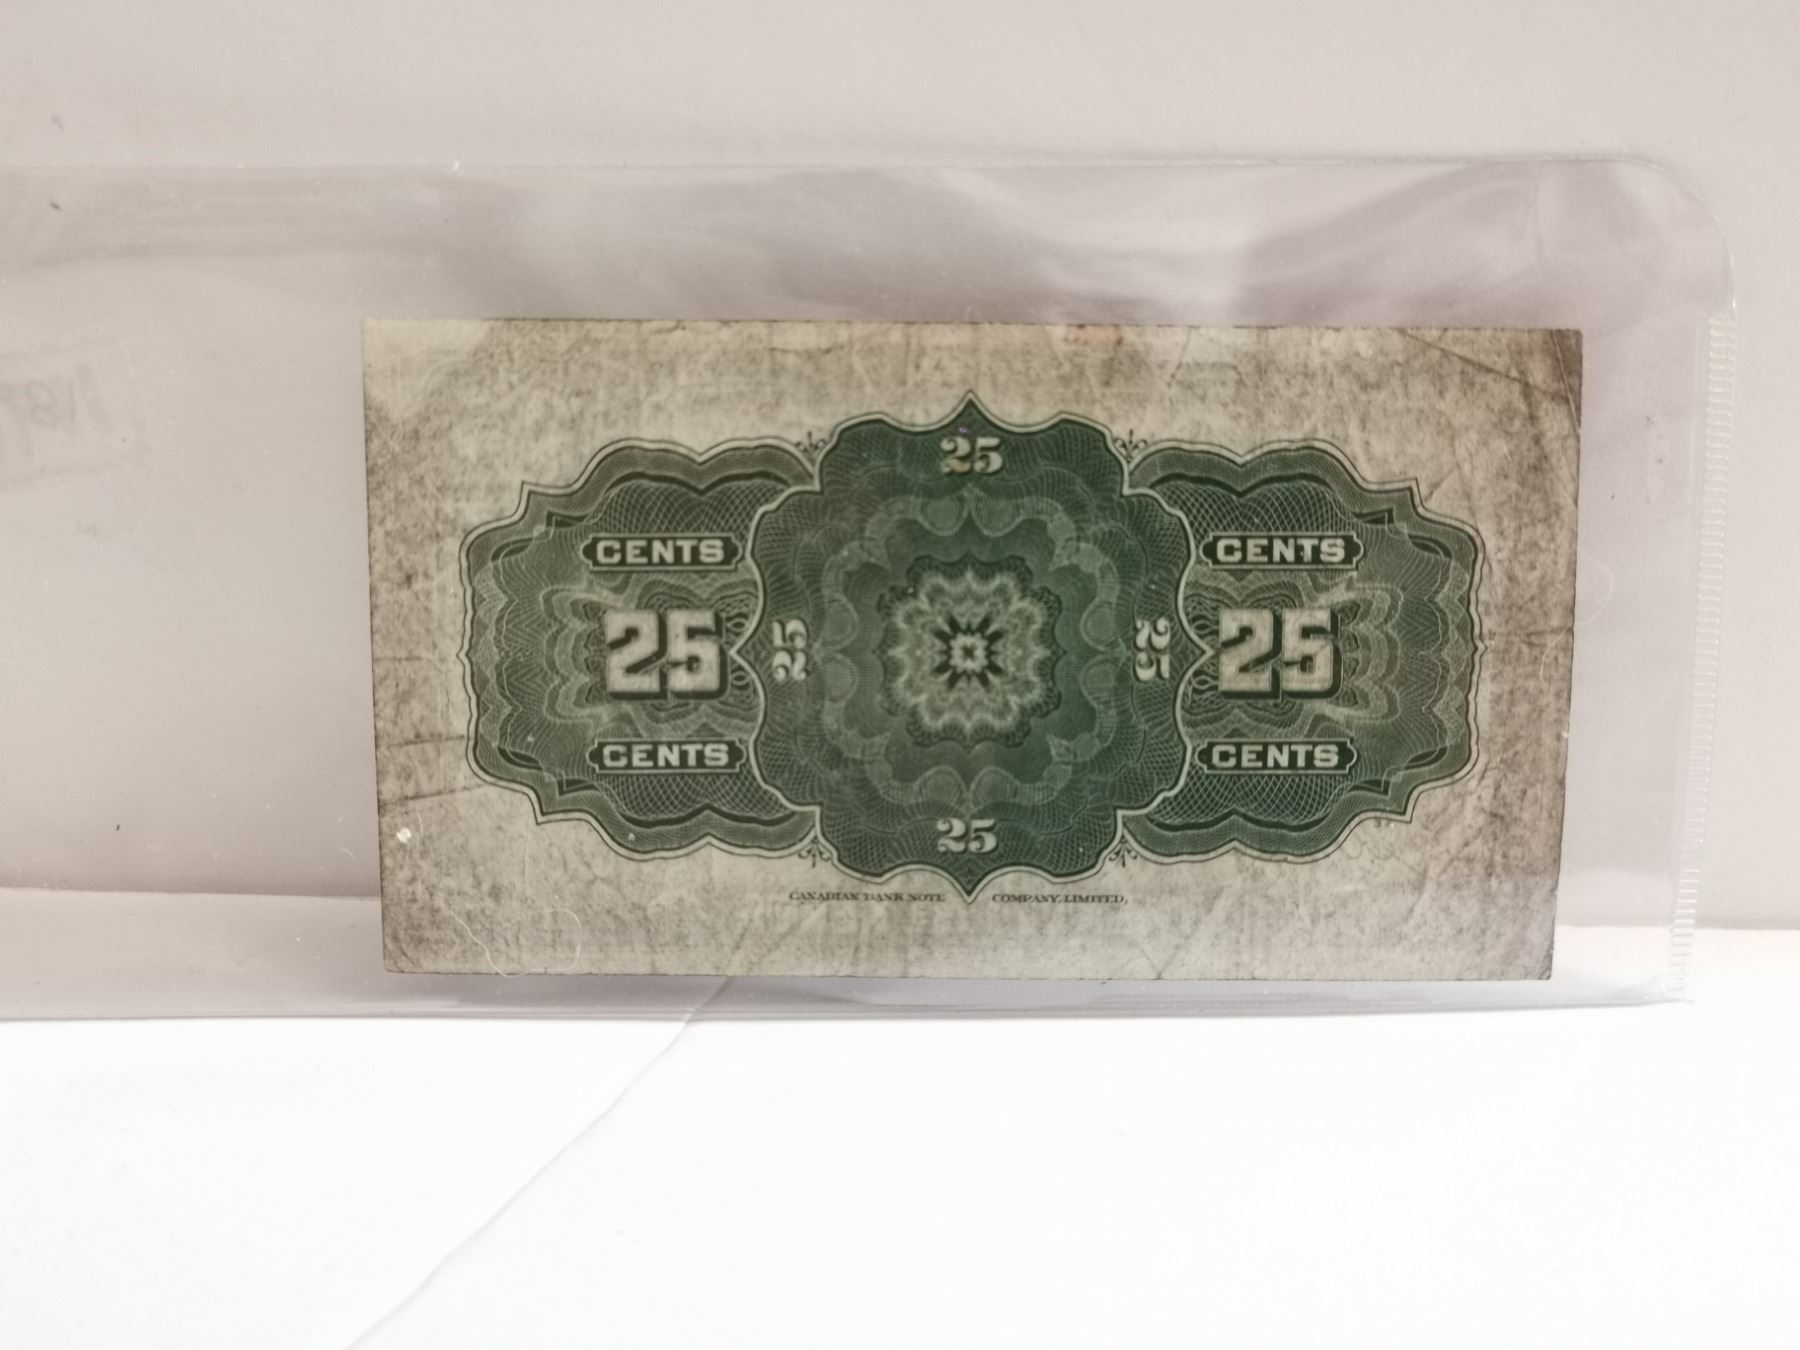 25
CENTS CENTS
25 25 25 25
CENTS CENTS
25
CANADIAN BANK NOTE COMPANY, LIMITED,